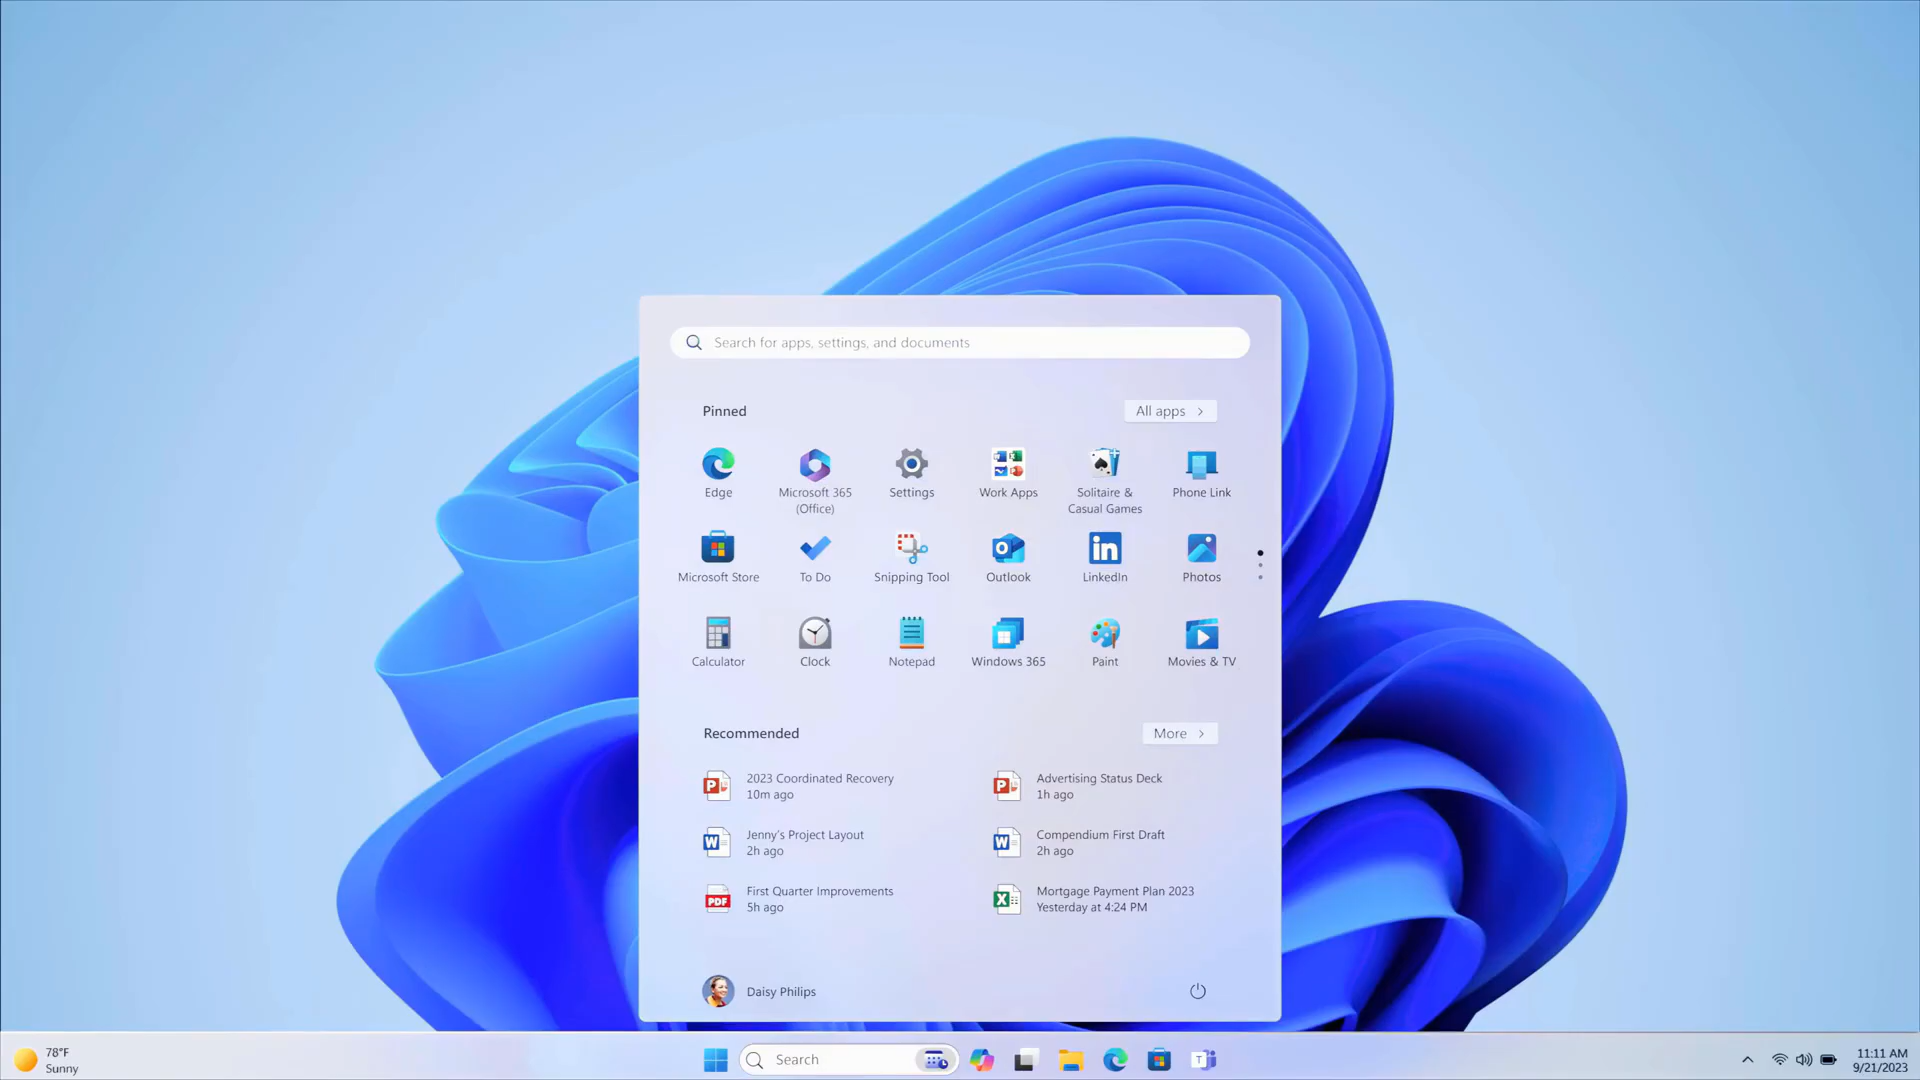 Search for apps, settings, and documents
Pinned
All apps
Edge
Microsoft 365
(Office)
Settings
Work Apps
Solitaire &
Casual Games
Phone Link
Microsoft Store
To Do
Snipping Tool
Outlook
LinkedIn
Photos
Calculator
Clock
Notepad
Windows 365
Paint
Movies & TV
Recommended
More
2023 Coordinated Recovery
10m ago
Advertising Status Deck
1h ago
Jenny's Project Layout
2h ago
Compendium First Draft
2h ago
PDF
First Quarter Improvements
5h ago
Mortgage Payment Plan 2023
Yesterday at 4:24 PM
Daisy Philips
78°F
Sunny
Search
11:11 AM
9/21/2023